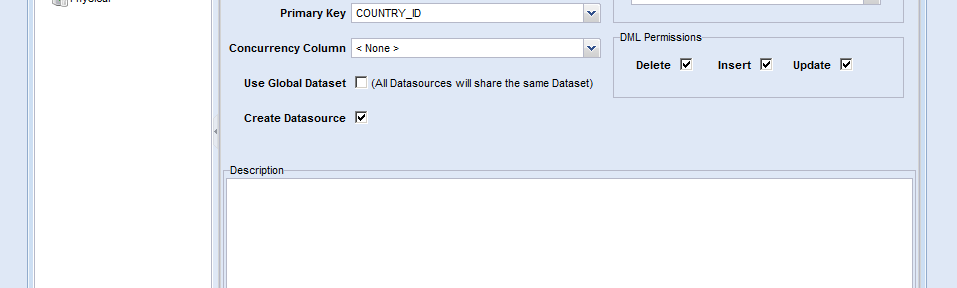 Physical
Primary Key COUNTRY_ID
DML Permissions
Concurrency Column < None >
Delete Insert Update
Use Global Dataset (All Datasources will share the same Dataset)
Create Datasource
Description